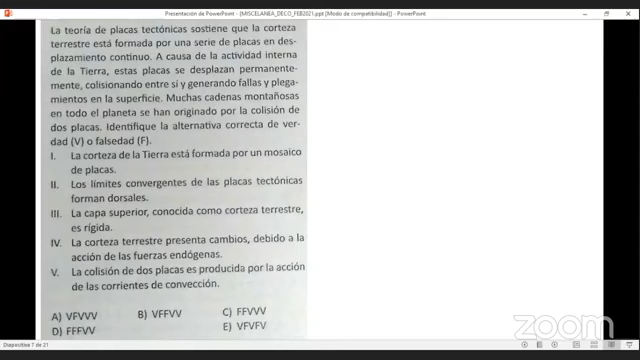 Presentación de PowerPoint - [MISCELANEA_DECO_FEB2021.ppt [Modo de compatibilidad]] - PowerPoint
La teoría de placas tectónicas sostiene que la corteza
terrestre está formada por una serie de placas en des-
plazamiento continuo. A causa de la actividad interna
de la Tierra, estas placas se desplazan permanente-
mente, colisionando entre sí y generando fallas y plega-
mientos en la superficie. Muchas cadenas montañosas
en todo el planeta se han originado por la colisión de
dos placas. Identifique la alternativa correcta de ver-
dad (V) o falsedad (F).
I. La corteza de la Tierra está formada por un mosaico
de placas.
II. Los límites convergentes de las placas tectónicas
forman dorsales.
III. La capa superior, conocida como corteza terrestre,
es rígida.
IV. La corteza terrestre presenta cambios, debido a la
acción de las fuerzas endógenas.
V. La colisión de dos placas es producida por la acción
de las corrientes de convección.
A) VFVVV B) VFFVV C) FFVVV
D) FFFVV E) VFVFV
zoom
Diapositiva 7 de 21